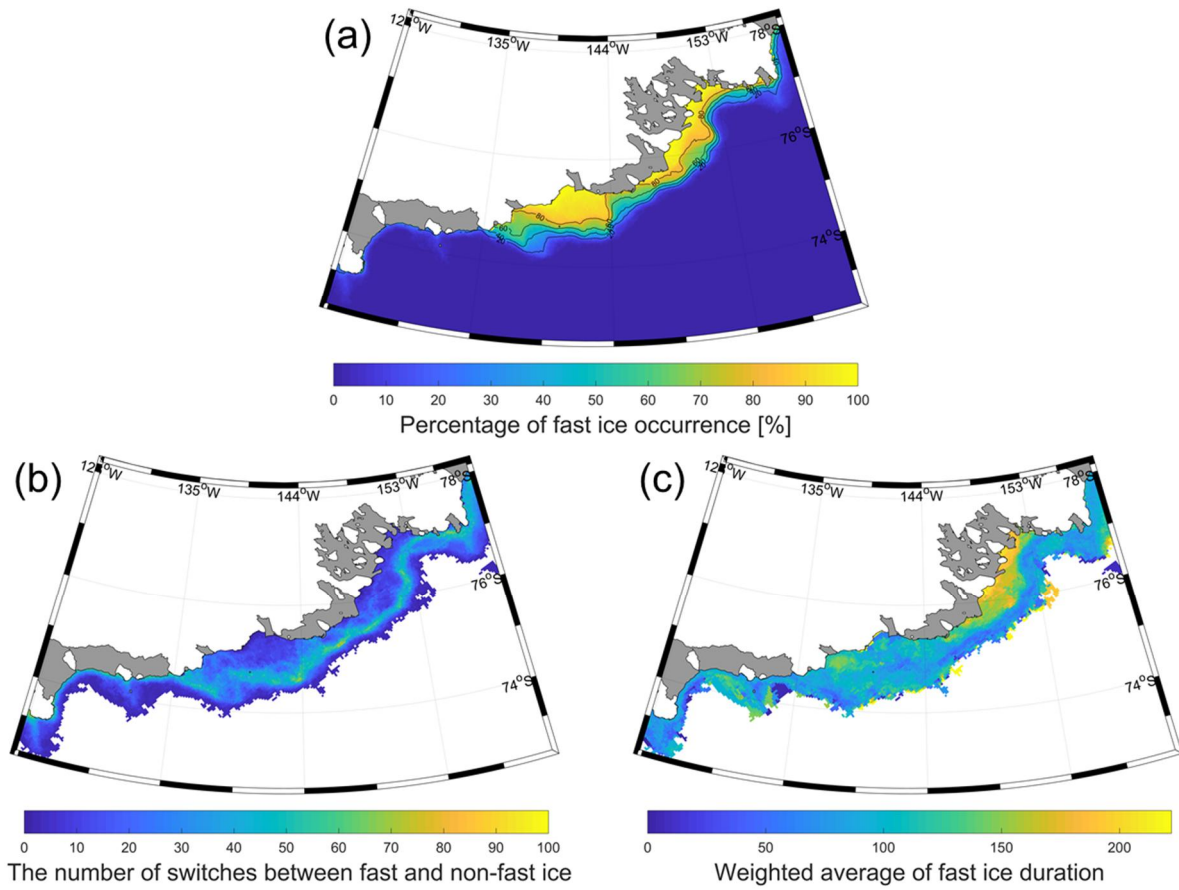 (a)
135°W
144°W
153°W
78°S
76°S
74°S
80
60
0 10 20 30 40 50 60 70 80 90 100
Percentage of fast ice occurrence [%]
(b)
135°W
144°W
153°W
78°S
76°S
74°S
0 10 20 30 40 50 60 70 80 90 100
The number of switches between fast and non-fast ice
(c)
135°W
144°W
153°W
78°S
76°S
74°S
0 50 100 150 200
Weighted average of fast ice duration